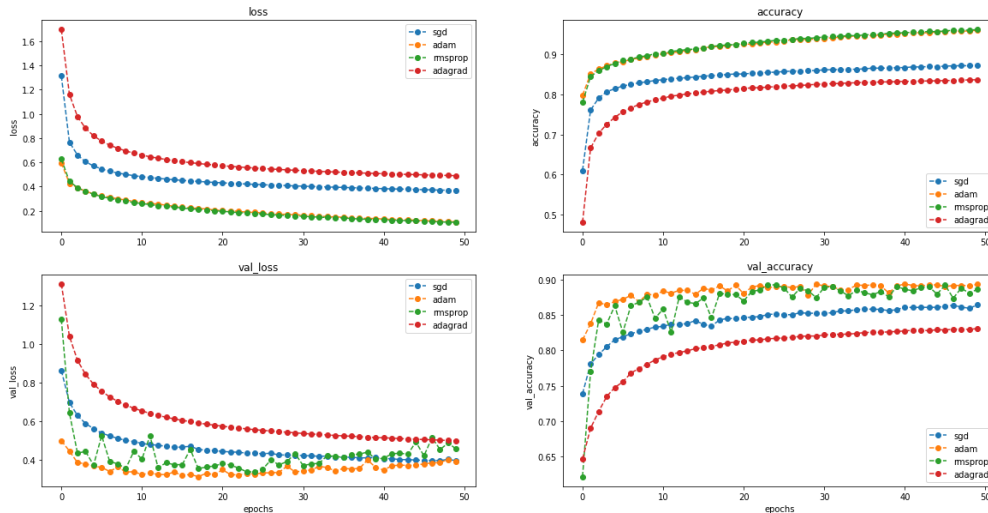 loss
loss
1.6
1.4
1.2
1.0
0.8
0.6
0.4
0.2
0 10 20 30 40 50
sgd
adam
rmsprop
adagrad
accuracy
accuracy
0.9
0.8
0.7
0.6
0.5
0 10 20 30 40 50
sgd
adam
rmsprop
adagrad
val_loss
val_loss
1.2
1.0
0.8
0.6
0.4
0 10 20 30 40 50
epochs
sgd
adam
rmsprop
adagrad
val_accuracy
val_accuracy
0.90
0.85
0.80
0.75
0.70
0.65
0 10 20 30 40 50
epochs
sgd
adam
rmsprop
adagrad